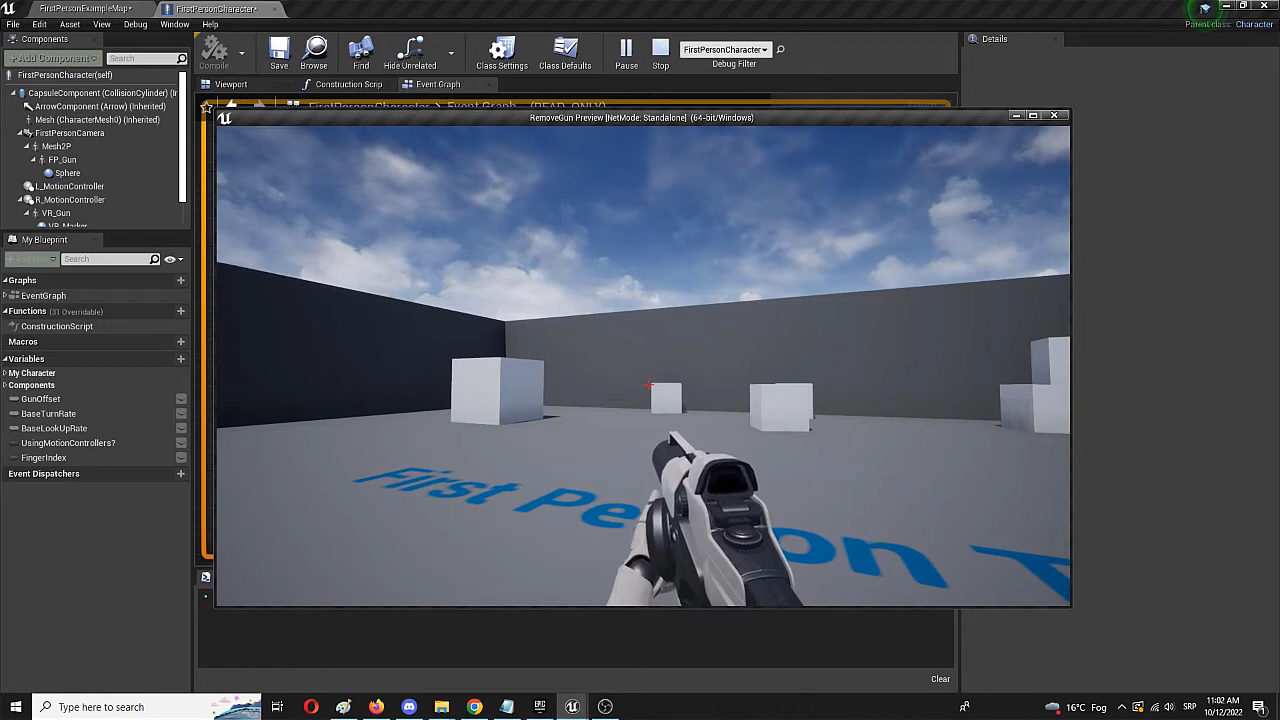 FirstPersonExampleMap*
FirstPersonCharacter*
File Edit Asset View Debug Window Help
Parent class: Character
Components
Details
+Add Component
Search
Compile
Save
Browse
Find
Hide Unrelated
Class Settings
Class Defaults
Pause
Stop
FirstPersonCharacter
Debug Filter
FirstPersonCharacter(self)
Viewport
Construction Scrip
Event Graph
CapsuleComponent (CollisionCylinder) (Ir
ArrowComponent (Arrow) (Inherited)
FirstPersonCharacter > Event Graph (READ_ONLY)
RemoveGun Preview [NetMode: Standalone] (64-bit/Windows)
Mesh (CharacterMesh0) (Inherited)
FirstPersonCamera
Mesh2P
FP_Gun
Sphere
L_MotionController
R_MotionController
VR_Gun
VR_Marker
My Blueprint
Search
Graphs
EventGraph
Functions (31 Overridable)
ConstructionScript
Macros
Variables
My Character
Components
GunOffset
BaseTurnRate
BaseLookUpRate
UsingMotionControllers?
FingerIndex
Event Dispatchers
First Person T
Clear
Type here to search
16°C Fog
SRP
11:02 AM
10/12/2022